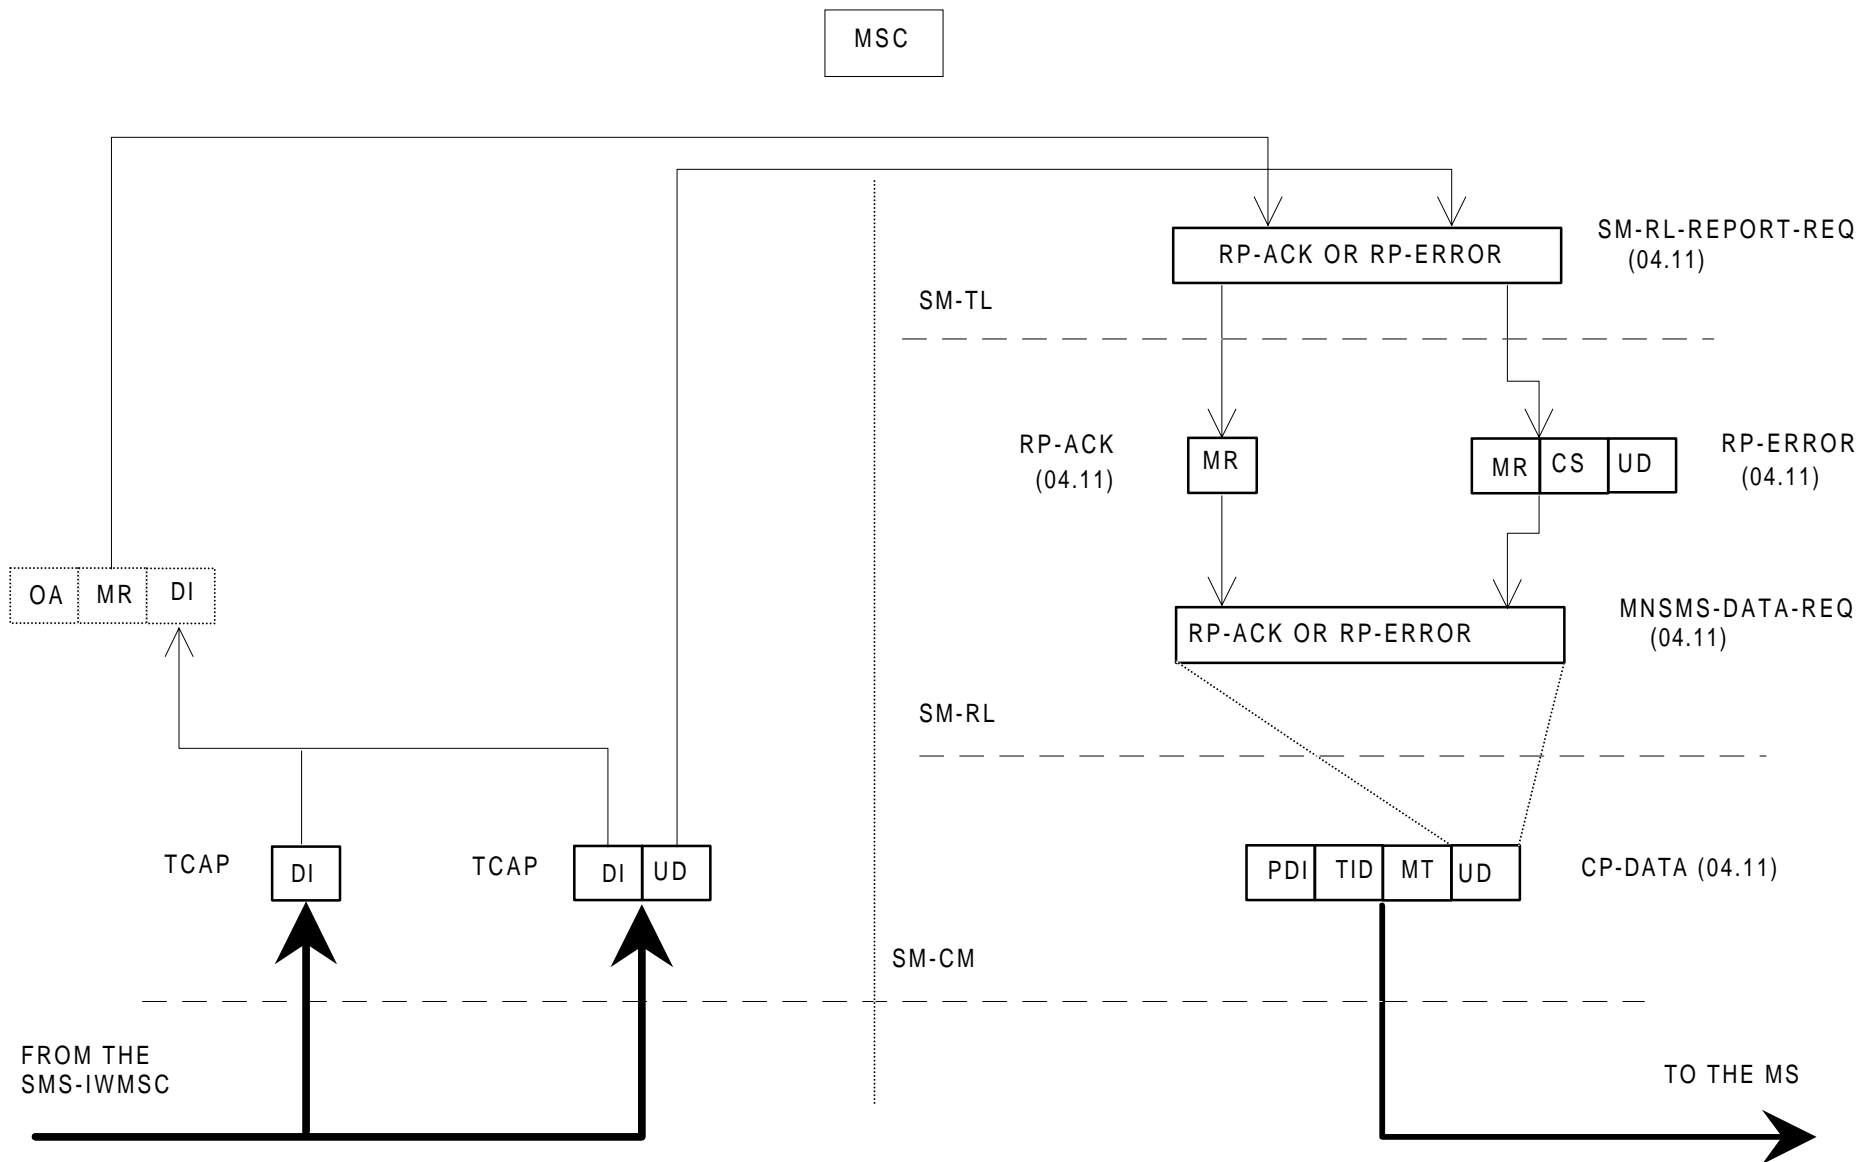 MSC
SM-RL-REPORT-REQ
(04.11)
RP-ACK OR RP-ERROR
SM-TL
RP-ACK
(04.11)
MR
MR CS UD
RP-ERROR
(04.11)
OA MR DI
RP-ACK OR RP-ERROR
MNSMS-DATA-REQ
(04.11)
SM-RL
TCAP DI
TCAP DI UD
PDI TID MT UD
CP-DATA (04.11)
SM-CM
FROM THE
SMS-IWMSC
TO THE MS